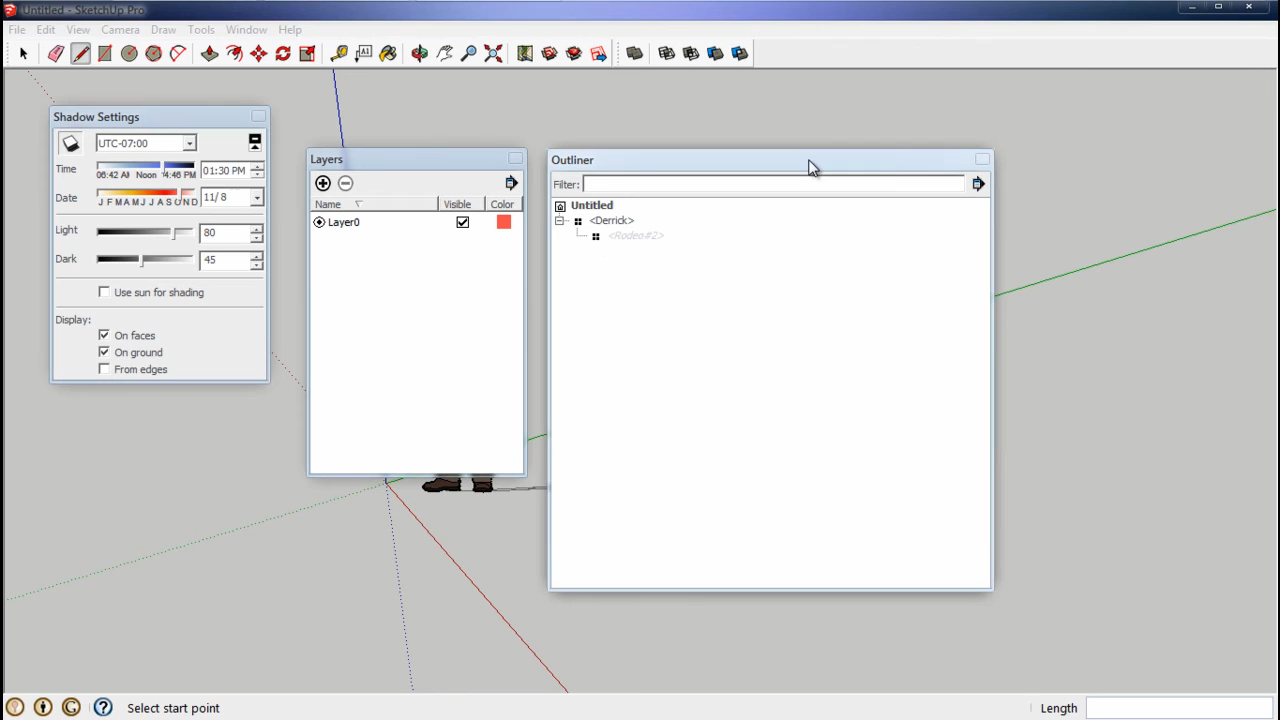 Untitled - SketchUp Pro
File Edit View Camera Draw Tools Window Help
A1
Shadow Settings
UTC-07:00
Time
06:42 AM Noon 4:46 PM
01:30 PM
Date
J F M A M J J A S O N D
11/ 8
Light
80
Dark
45
Use sun for shading
Display:
On faces
On ground
From edges
Layers
Name Visible Color
Layer0
Outliner
Filter:
Untitled
<Derrick>
<Rodeo#2>
Select start point
Length